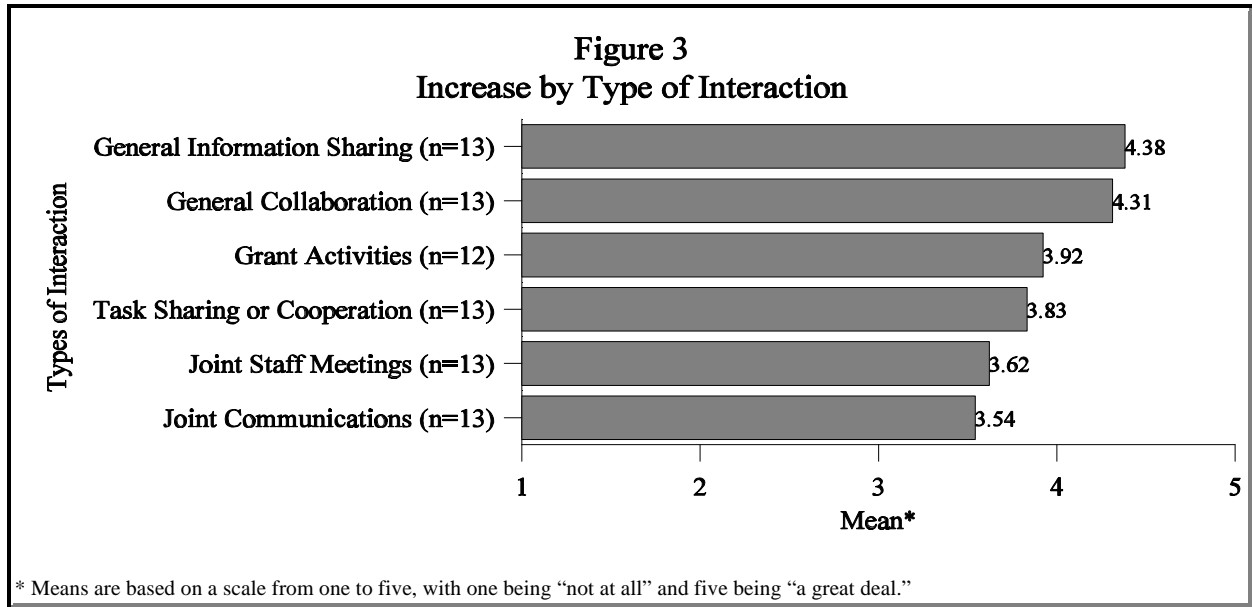 Figure 3
Increase by Type of Interaction
Types of Interaction
General Information Sharing (n=13)
4.38
General Collaboration (n=13)
4.31
Grant Activities (n=12)
3.92
Task Sharing or Cooperation (n=13)
3.83
Joint Staff Meetings (n=13)
3.62
Joint Communications (n=13)
3.54
1 2 3 4 5
Mean*
* Means are based on a scale from one to five, with one being “not at all” and five being “a great deal.”